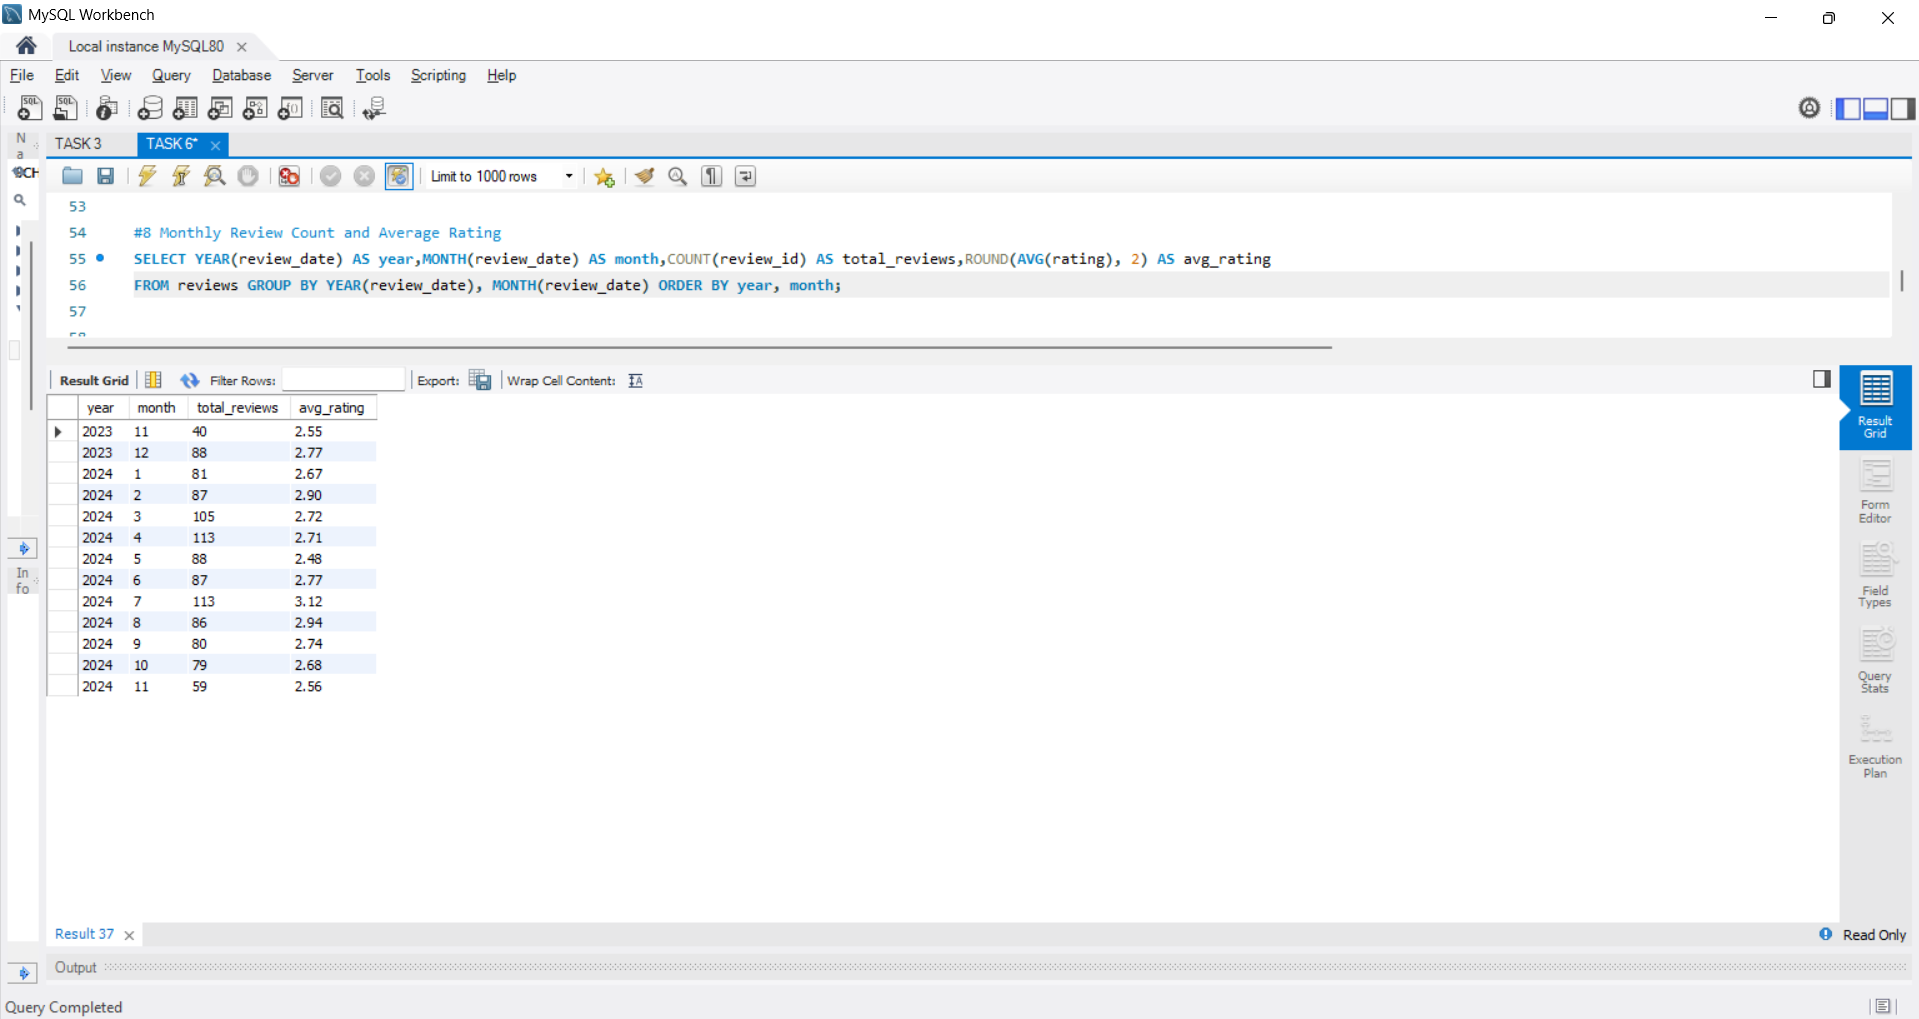 MySQL Workbench
Local instance MySQL80
File Edit View Query Database Server Tools Scripting Help
SQL SQL
N
a
TASK 3 TASK 6*
SCH
Limit to 1000 rows
53
54 #8 Monthly Review Count and Average Rating
55 SELECT YEAR(review_date) AS year,MONTH(review_date) AS month,COUNT(review_id) AS total_reviews,ROUND(AVG(rating), 2) AS avg_rating
56 FROM reviews GROUP BY YEAR(review_date), MONTH(review_date) ORDER BY year, month;
57
58
Result Grid Filter Rows: Export: Wrap Cell Content:
year month total_reviews avg_rating
2023 11 40 2.55
2023 12 88 2.77
2024 1 81 2.67
2024 2 87 2.90
2024 3 105 2.72
2024 4 113 2.71
2024 5 88 2.48
2024 6 87 2.77
2024 7 113 3.12
2024 8 86 2.94
2024 9 80 2.74
2024 10 79 2.68
2024 11 59 2.56
In
fo
Result
Grid
Form
Editor
Field
Types
Query
Stats
Execution
Plan
Result 37
Read Only
Output
Query Completed